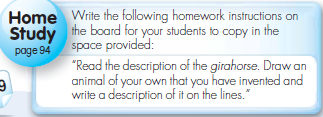 Home
Study
page 94
Write the following homework instructions on
the board for your students to copy in the
space provided:
"Read the description of the girahorse. Draw an
animal of your own that you have invented and
write a description of it on the lines."
9